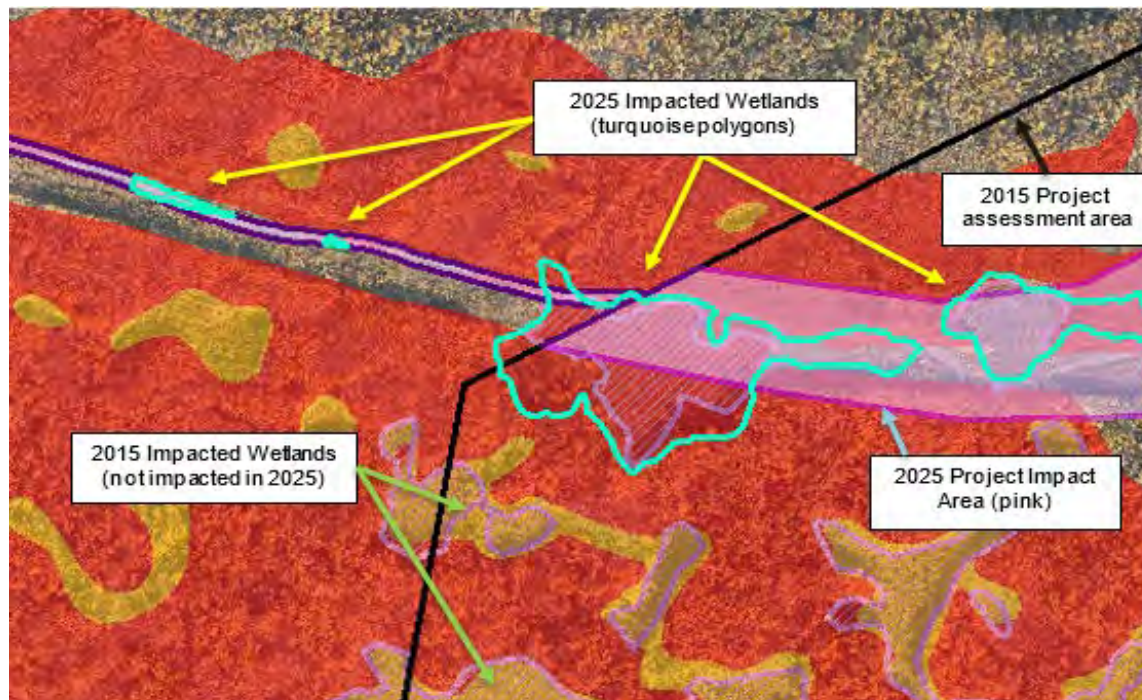 2025 Impacted Wetlands
(turquoise polygons)
2015 Project
assessment area
2015 Impacted Wetlands
(not impacted in 2025)
2025 Project Impact
Area (pink)